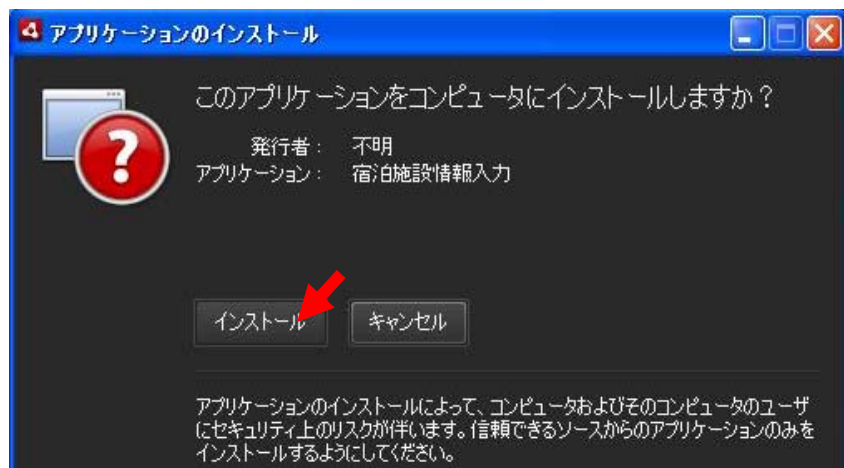 アプリケーションのインストール
このアプリケーションをコンピュータにインストールしますか？
発行者： 不明
アプリケーション： 宿泊施設情報入力
インストール キャンセル
アプリケーションのインストールによって、コンピュータおよびそのコンピュータのユーザ
にセキュリティ上のリスクが伴います。信頼できるソースからのアプリケーションのみを
インストールするようにしてください。